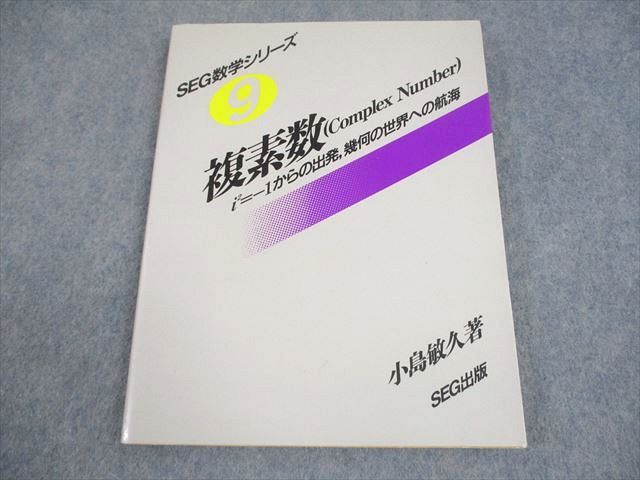 SEG数学シリーズ
9
複素数(Complex Number)
i²=−1からの出発,幾何の世界への航海
小島敏久著
SEG出版